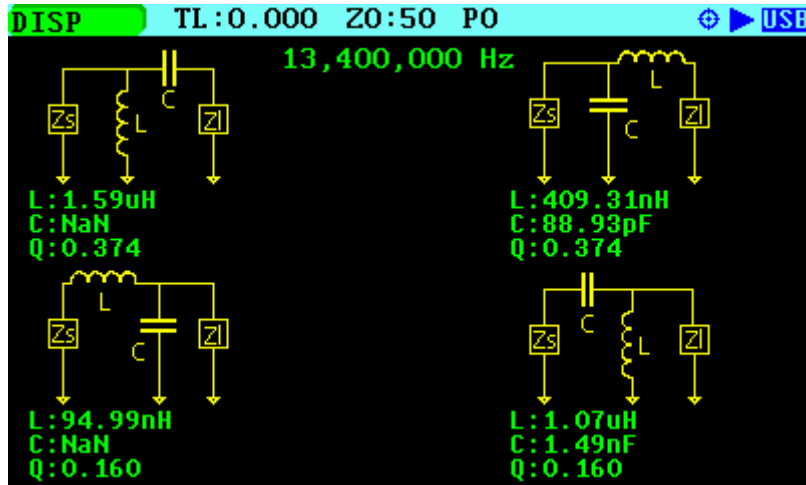 DISP TL:0.000 Z0:50 P0 USB
13,400,000 Hz
Zs L C Zl
L:1.59uH
C:NaN
Q:0.374
Zs C L Zl
L:409.31nH
C:88.93pF
Q:0.374
Zs L C Zl
L:94.99nH
C:NaN
Q:0.160
Zs C L Zl
L:1.07uH
C:1.49nF
Q:0.160